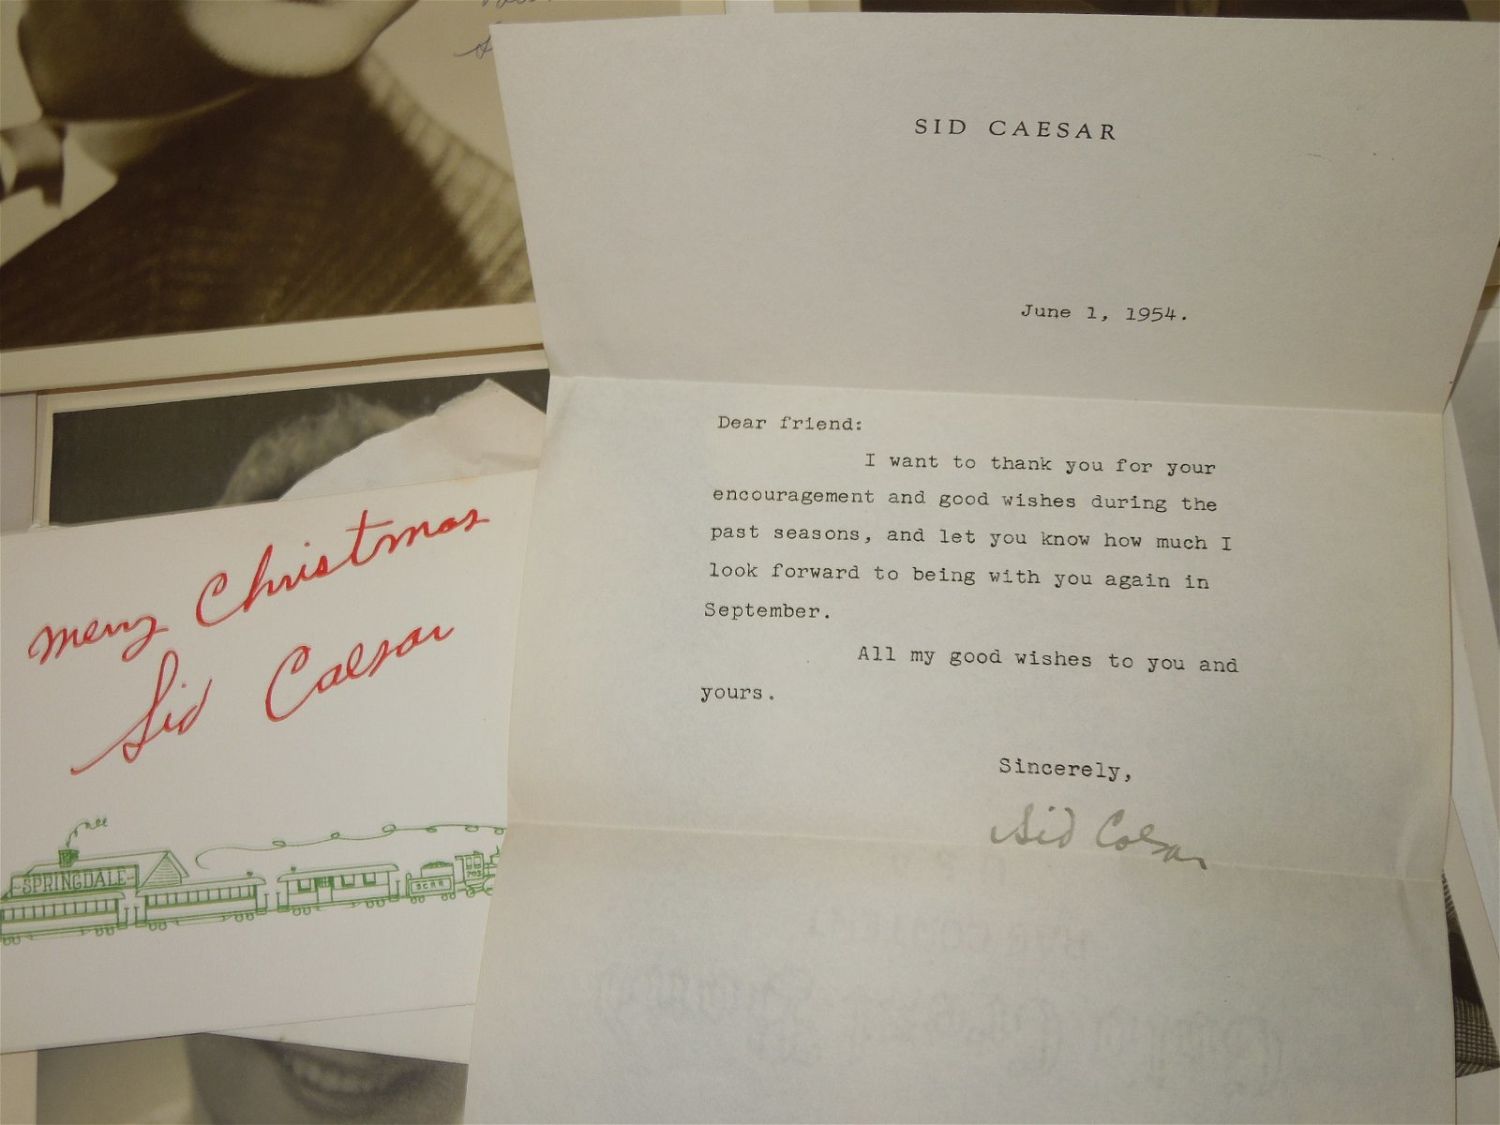 SID CAESAR
June 1, 1954.
Dear friend:
I want to thank you for your
encouragement and good wishes during the
past seasons, and let you know how much I
look forward to being with you again in
September.
All my good wishes to you and
yours.
Sincerely,
Sid Caesar
Merry Christmas
Sid Caesar
SPRINGDALE